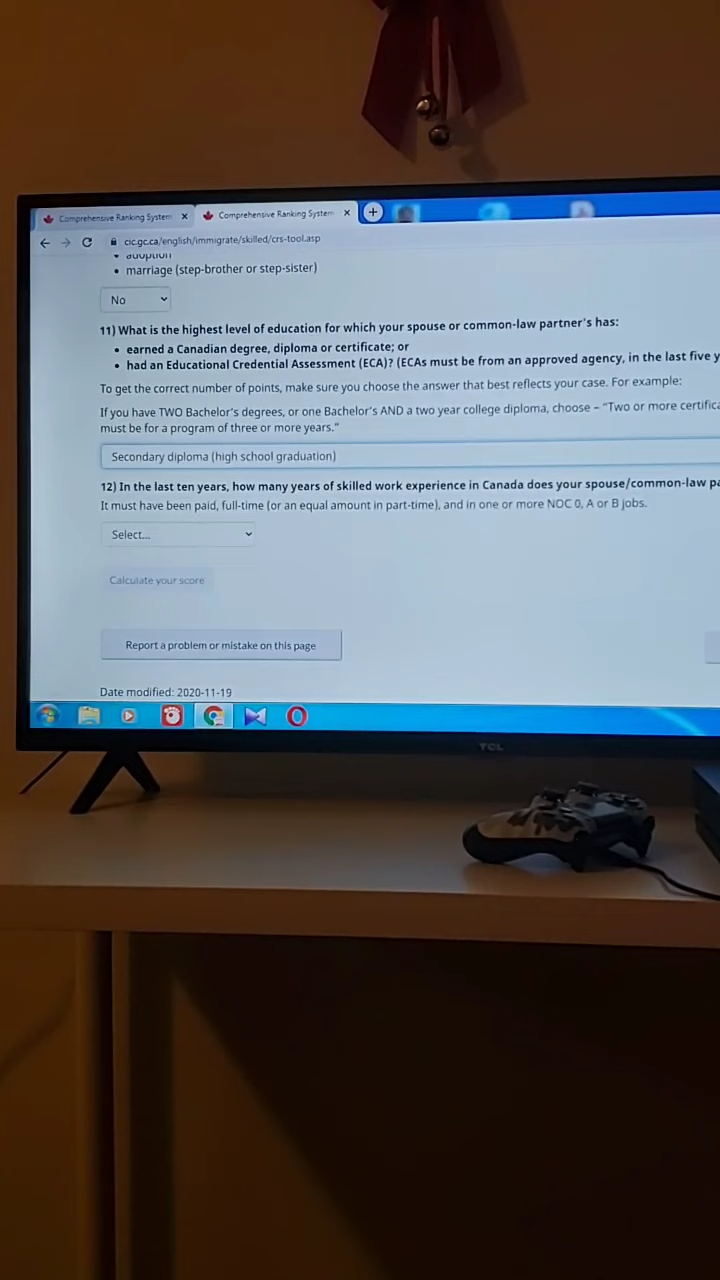 Comprehensive Ranking System
Comprehensive Ranking System
cic.gc.ca/english/immigrate/skilled/crs-tool.asp
adoption
marriage (step-brother or step-sister)
No
11) What is the highest level of education for which your spouse or common-law partner's has:
earned a Canadian degree, diploma or certificate; or
had an Educational Credential Assessment (ECA)? (ECAs must be from an approved agency, in the last five y
To get the correct number of points, make sure you choose the answer that best reflects your case. For example:
If you have TWO Bachelor's degrees, or one Bachelor's AND a two year college diploma, choose – "Two or more certifica
must be for a program of three or more years."
Secondary diploma (high school graduation)
12) In the last ten years, how many years of skilled work experience in Canada does your spouse/common-law pa
It must have been paid, full-time (or an equal amount in part-time), and in one or more NOC 0, A or B jobs.
Select...
Calculate your score
Report a problem or mistake on this page
Date modified: 2020-11-19
TCL